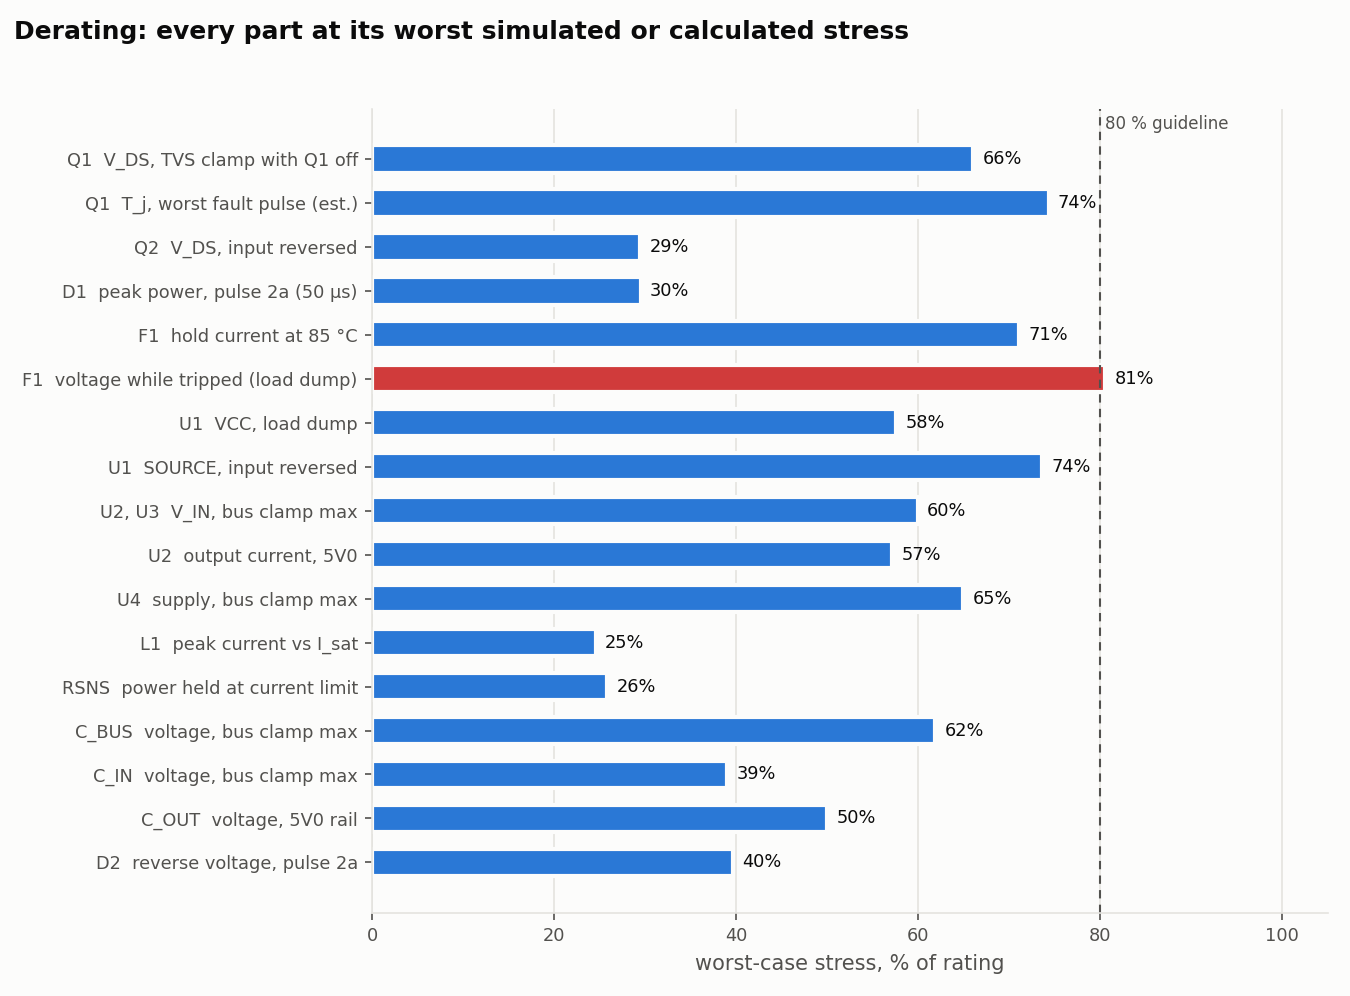 Derating: every part at its worst simulated or calculated stress
80 % guideline
Q1  V_DS, TVS clamp with Q1 off 66%
Q1  T_j, worst fault pulse (est.) 74%
Q2  V_DS, input reversed 29%
D1  peak power, pulse 2a (50 µs) 30%
F1  hold current at 85 °C 71%
F1  voltage while tripped (load dump) 81%
U1  VCC, load dump 58%
U1  SOURCE, input reversed 74%
U2, U3  V_IN, bus clamp max 60%
U2  output current, 5V0 57%
U4  supply, bus clamp max 65%
L1  peak current vs I_sat 25%
RSNS  power held at current limit 26%
C_BUS  voltage, bus clamp max 62%
C_IN  voltage, bus clamp max 39%
C_OUT  voltage, 5V0 rail 50%
D2  reverse voltage, pulse 2a 40%
0 20 40 60 80 100
worst-case stress, % of rating